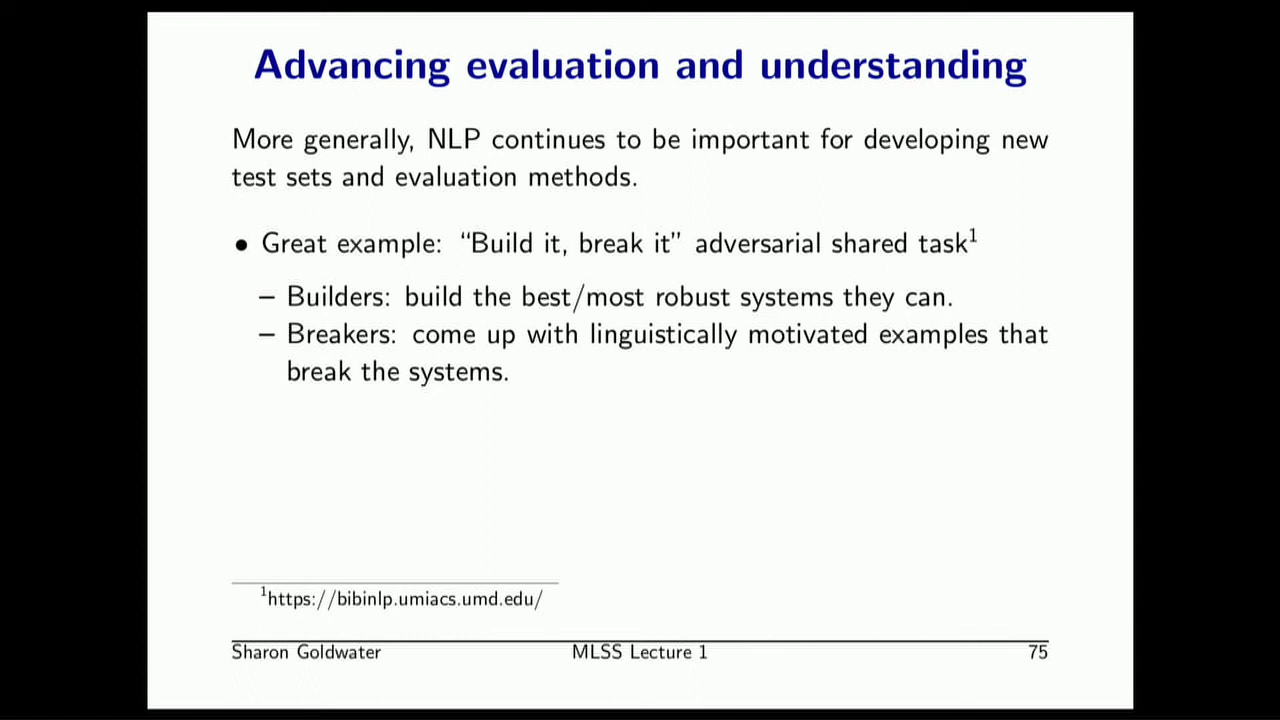 Advancing evaluation and understanding
More generally, NLP continues to be important for developing new
test sets and evaluation methods.
• Great example: “Build it, break it” adversarial shared task¹
– Builders: build the best/most robust systems they can.
– Breakers: come up with linguistically motivated examples that
break the systems.
¹https://bibinlp.umiacs.umd.edu/
Sharon Goldwater MLSS Lecture 1 75